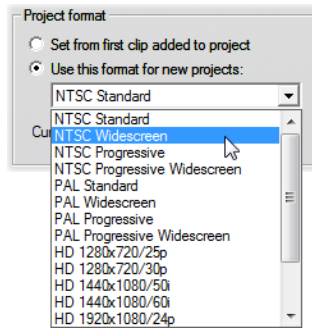 Project format
Set from first clip added to project
Use this format for new projects:
NTSC Standard
Cu
NTSC Standard
NTSC Widescreen
NTSC Progressive
NTSC Progressive Widescreen
PAL Standard
PAL Widescreen
PAL Progressive
PAL Progressive Widescreen
HD 1280x720/25p
HD 1280x720/30p
HD 1440x1080/50i
HD 1440x1080/60i
HD 1920x1080/24p